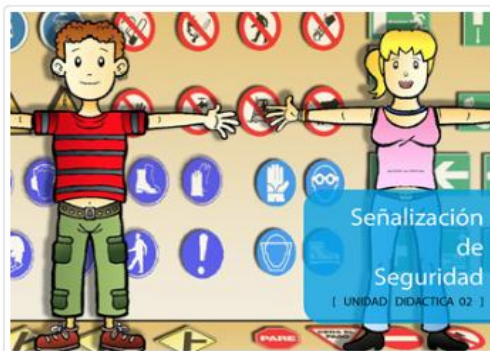 Señalización
de
Seguridad
[ UNIDAD DIDACTICA 02 ]
PARE